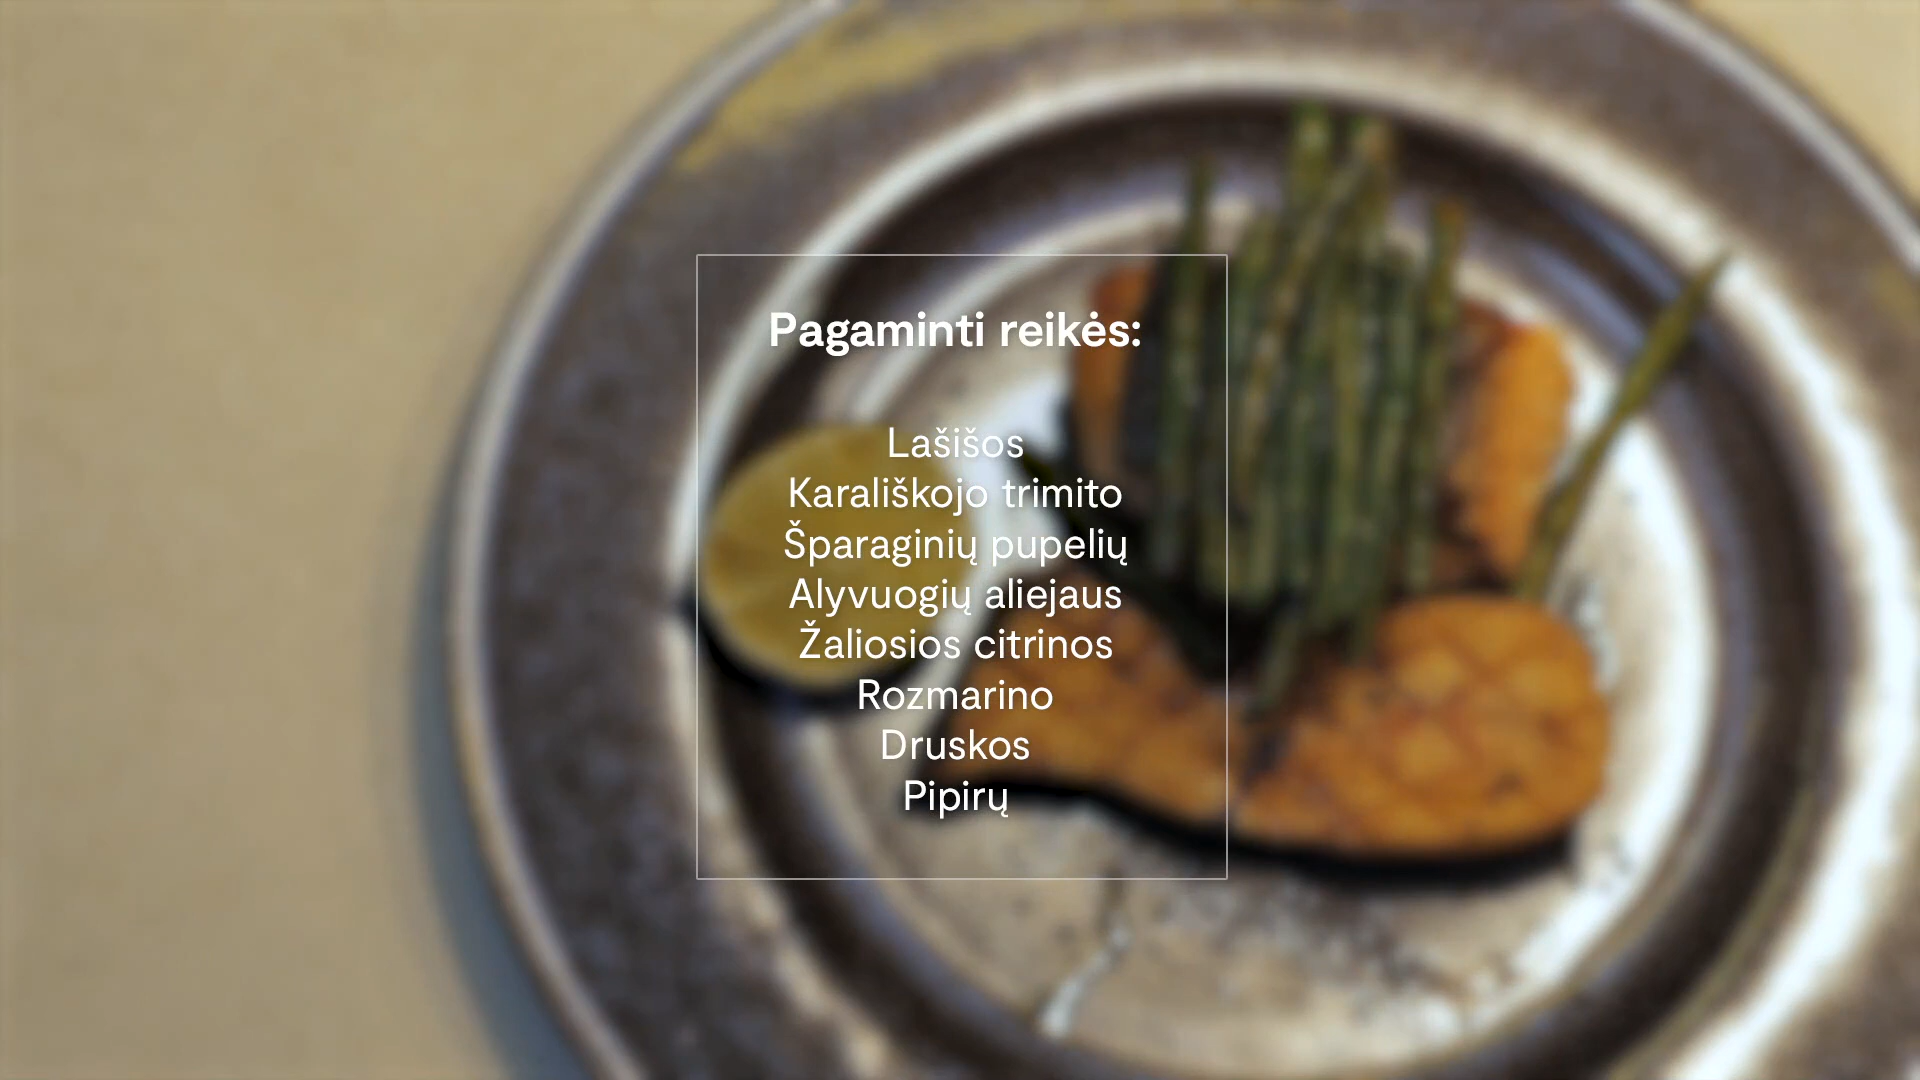 Pagaminti reikės:
Lašišos
Karališkojo trimito
Šparaginių pupelių
Alyvuogių aliejaus
Žaliosios citrinos
Rozmarino
Druskos
Pipirų